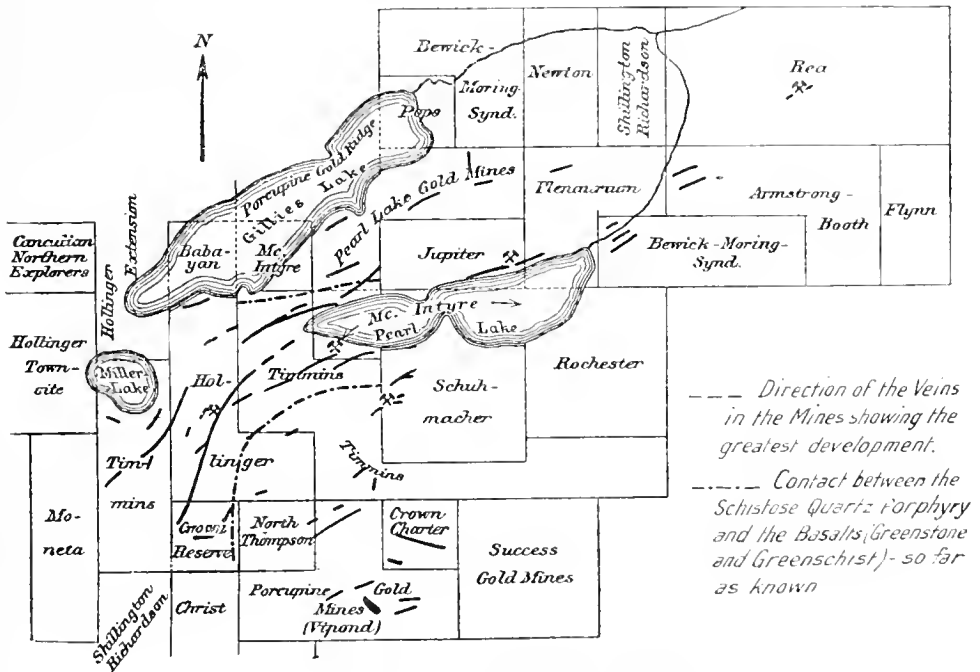 N
Bewick-
Moring-
Synd.
Newton
Shillington
Richardson
Rea
Pope
Porcupine Gold Ridge
Gillies Lake
Pearl Lake Gold Mines
Armstrong-
Booth
Flynn
Northern
Explorers
Hollinger Extension
Baba-
yan
Mc.
Intyre
Jupiter
Bewick-Moring-
Synd.
Hollinger
Town-
site
Miller-
Lake
Mc. Intyre
Pearl Lake
Rochester
Hol-
linger
Timmins
Schuh-
macher
Direction of the Veins
in the Mines showing the
greatest development.
Timmins
Tim-
mins
Contact between the
Schistose Quartz Porphyry
and the Basalts (Greenstone
and Greenschist) - so far
as known
Mo-
neta
Crown
Reserve
North
Thompson
Crown
Charter
Success
Gold Mines
Shillington
Richardson
Christ
Porcupine Gold
Mines
(Vipond)